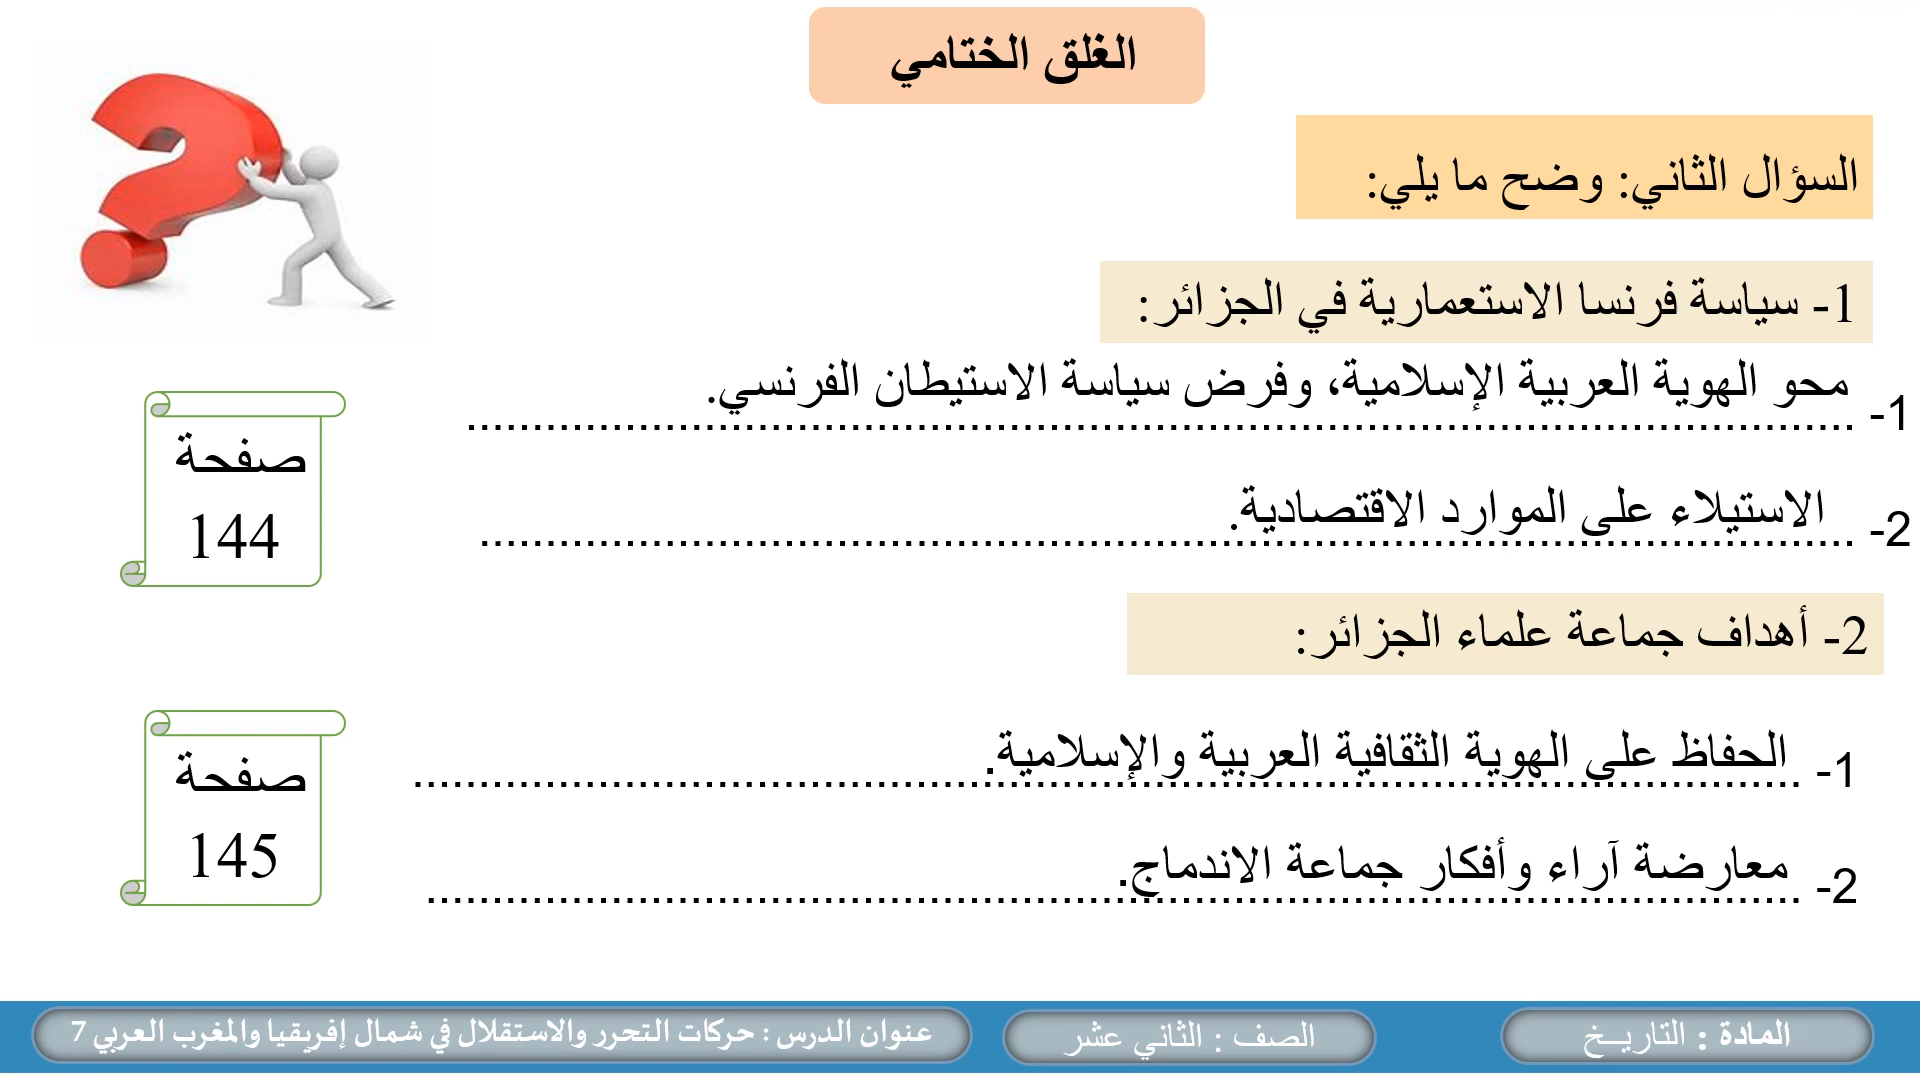 الغلق الختامي
السؤال الثاني: وضح ما يلي:
1- سياسة فرنسا الاستعمارية في الجزائر:
1- محو الهوية العربية الإسلامية، وفرض سياسة الاستيطان الفرنسي.
2- الاستيلاء على الموارد الاقتصادية.
صفحة
144
2- أهداف جماعة علماء الجزائر:
1- الحفاظ على الهوية الثقافية العربية والإسلامية.
2- معارضة آراء وأفكار جماعة الاندماج.
صفحة
145
المادة : التاريـخ
الصف : الثاني عشر
عنوان الدرس : حركات التحرر والاستقلال في شمال إفريقيا والمغرب العربي 7